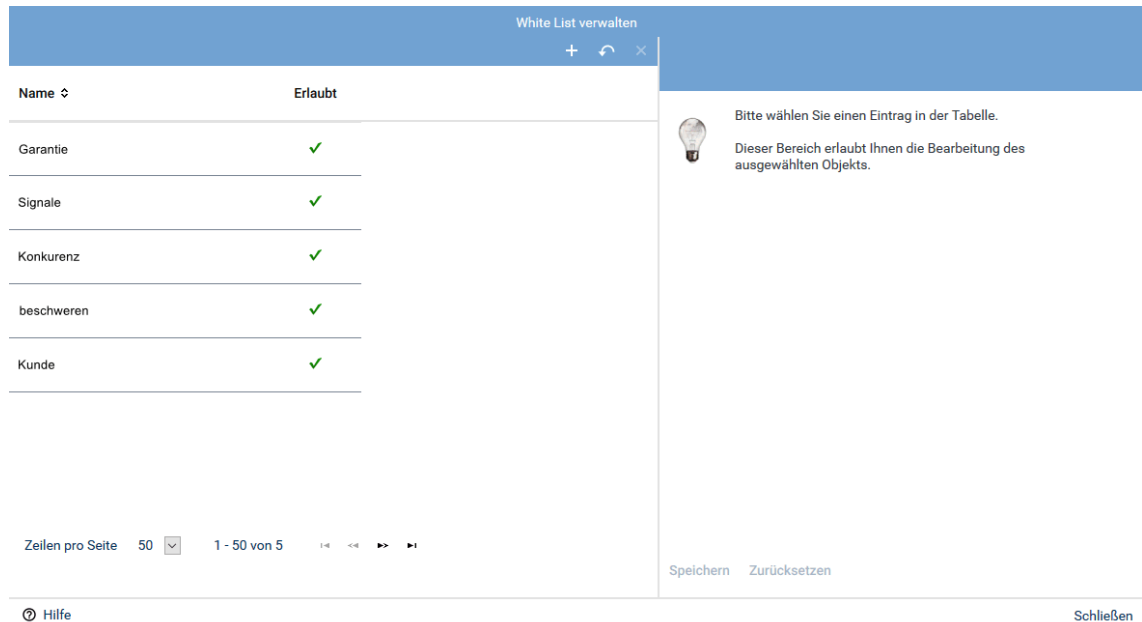 White List verwalten
Name
Erlaubt
Garantie
Signale
Konkurenz
beschweren
Kunde
Zeilen pro Seite 50 1 - 50 von 5
Bitte wählen Sie einen Eintrag in der Tabelle.
Dieser Bereich erlaubt Ihnen die Bearbeitung des
ausgewählten Objekts.
Speichern Zurücksetzen
Hilfe
Schließen